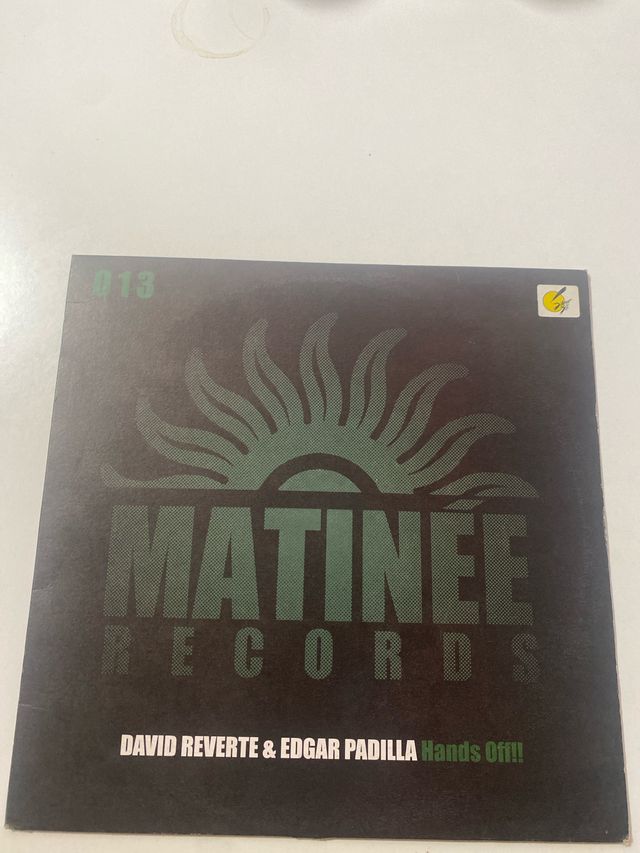 013
MATINÉE
RECORDS
DAVID REVERTE & EDGAR PADILLA Hands Off!!